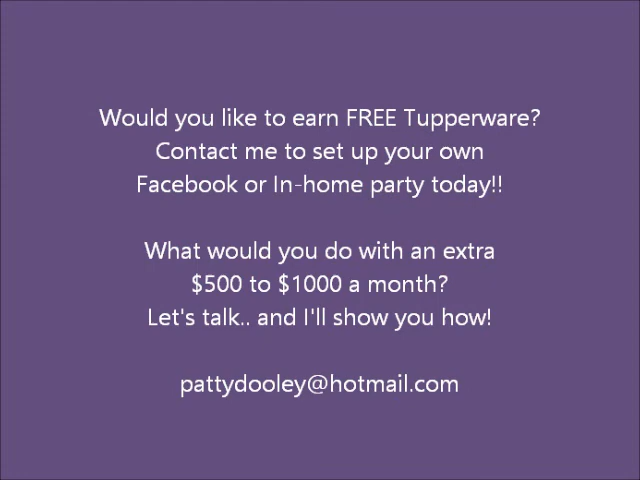 Would you like to earn FREE Tupperware?
Contact me to set up your own
Facebook or In-home party today!!
What would you do with an extra
$500 to $1000 a month?
Let's talk.. and I'll show you how!
pattydooley@hotmail.com